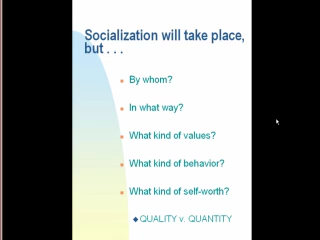 Socialization will take place,
but . . .
By whom?
In what way?
What kind of values?
What kind of behavior?
What kind of self-worth?
QUALITY v. QUANTITY